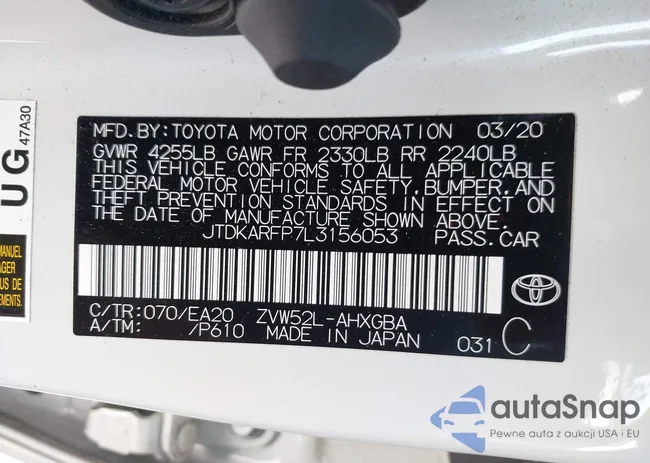 UG
47A30
MANUEL
AGER
US DE
EMENTS.
MFD. BY: TOYOTA MOTOR CORPORATION 03/20
GVWR 4255LB GAWR FR 2330LB RR 2240LB
THIS VEHICLE CONFORMS TO ALL APPLICABLE
FEDERAL MOTOR VEHICLE SAFETY, BUMPER, AND
THEFT PREVENTION STANDARDS IN EFFECT ON
THE DATE OF MANUFACTURE SHOWN ABOVE.
JTDKARFP7L3156053 PASS.CAR
C/TR:070/EA20 ZVW52L-AHXGBA
A/TM: /P610 MADE IN JAPAN 031 C
autaSnap
Pewne auta z aukcji USA i EU